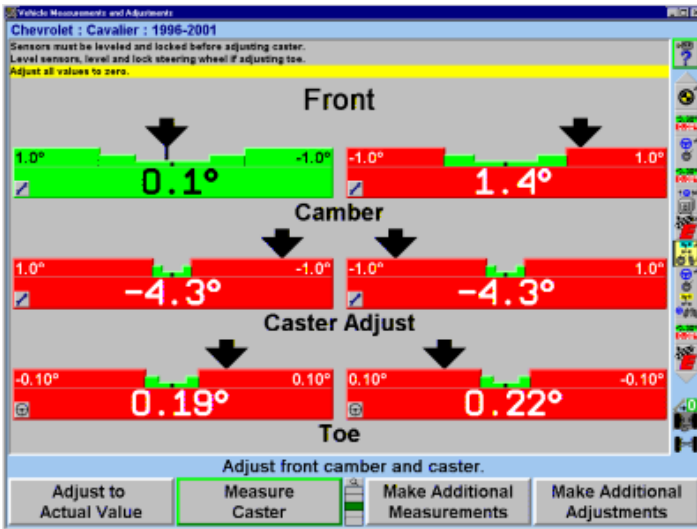 Vehicle Measurements and Adjustments
Chevrolet : Cavalier : 1996-2001
Sensors must be leveled and locked before adjusting caster.
Level sensors, level and lock steering wheel if adjusting toe.
Adjust all values to zero.
Front
1.0° -1.0° -1.0° 1.0°
0.1° 1.4°
Camber
1.0° -1.0° -1.0° 1.0°
-4.3° -4.3°
Caster Adjust
-0.10° 0.10° 0.10° -0.10°
0.19° 0.22°
Toe
Adjust front camber and caster.
Adjust to Measure Make Additional Make Additional
Actual Value Caster Measurements Adjustments